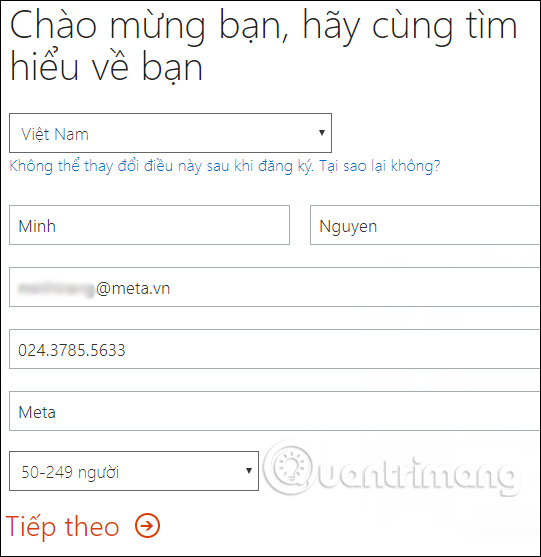 Chào mừng bạn, hãy cùng tìm
hiểu về bạn
Việt Nam
Không thể thay đổi điều này sau khi đăng ký. Tại sao lại không?
Minh Nguyen
@meta.vn
024.3785.5633
Meta
50-249 người
Quantrimang
Tiếp theo